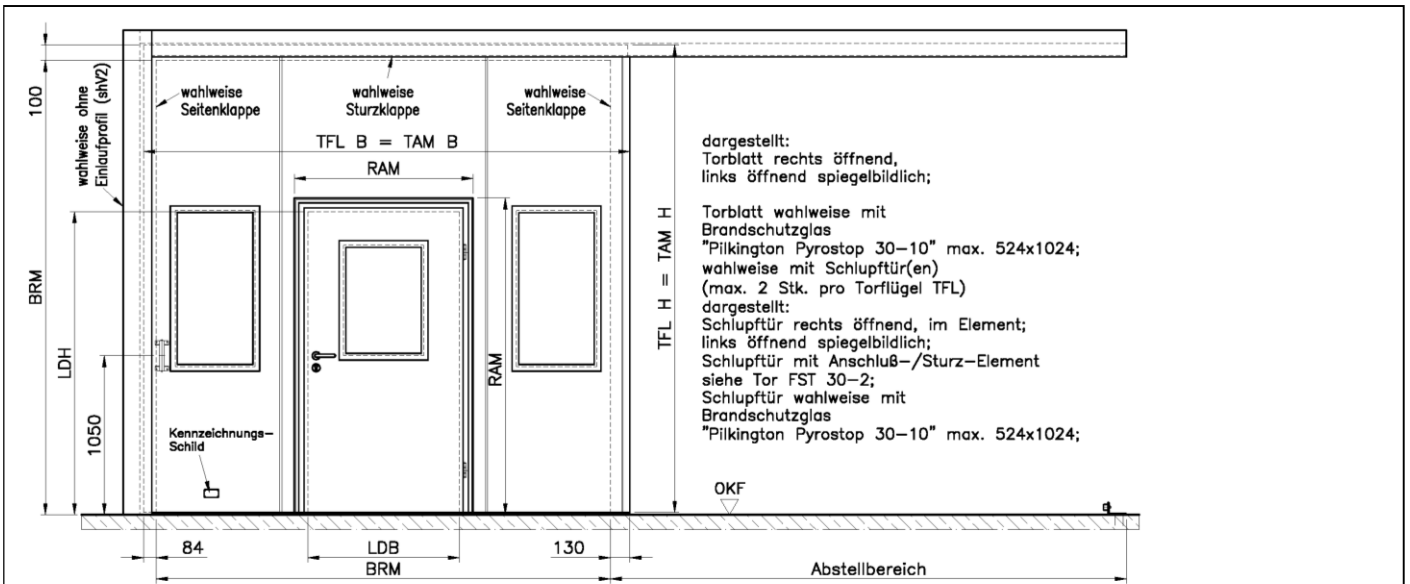 100
BRM
LDH
1050
wahlweise ohne
Einlaufprofil (shV2)
wahlweise
Seitenklappe
wahlweise
Sturzklappe
wahlweise
Seitenklappe
TFL B = TAM B
RAM
RAM
TFL H = TAM H
Kennzeichnungs-
Schild
dargestellt:
Torblatt rechts öffnend,
links öffnend spiegelbildlich;
Torblatt wahlweise mit
Brandschutzglas
"Pilkington Pyrostop 30-10" max. 524x1024;
wahlweise mit Schlupftür(en)
(max. 2 Stk. pro Torflügel TFL)
dargestellt:
Schlupftür rechts öffnend, im Element;
links öffnend spiegelbildlich;
Schlupftür mit Anschluß-/Sturz-Element
siehe Tor FST 30-2;
Schlupftür wahlweise mit
Brandschutzglas
"Pilkington Pyrostop 30-10" max. 524x1024;
OKF
84
LDB
130
BRM
Abstellbereich